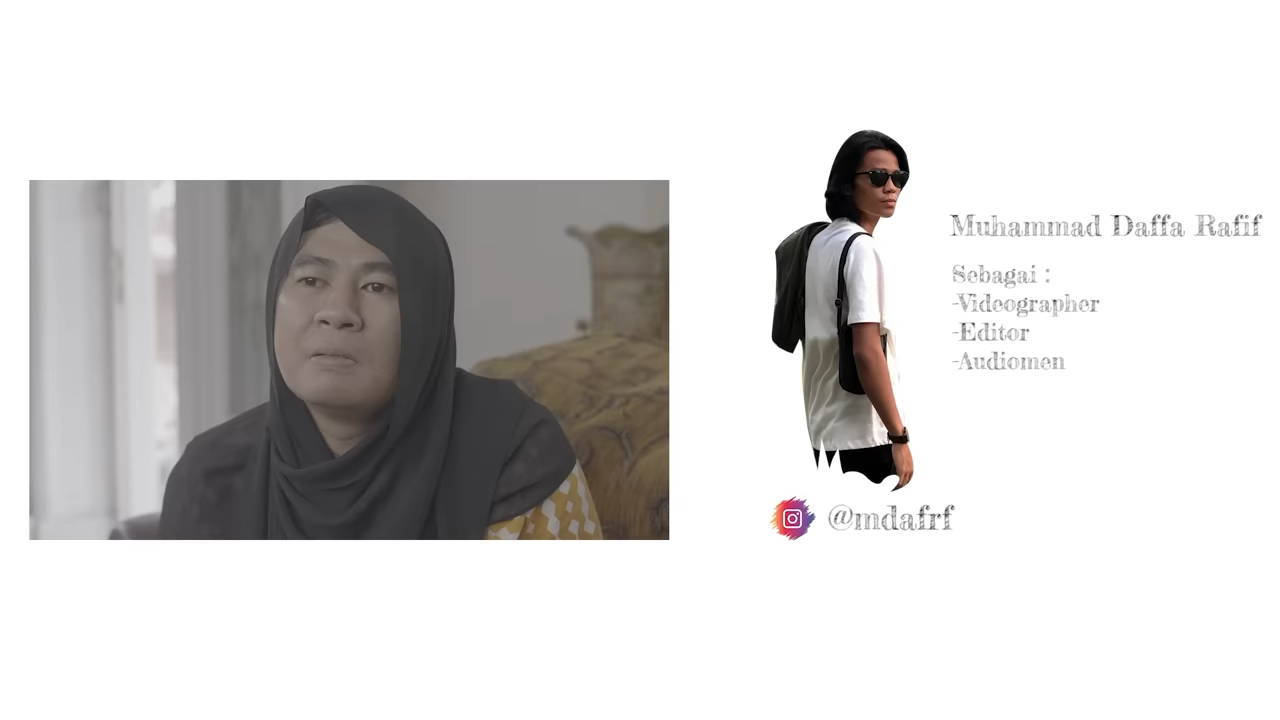 Muhammad Daffa Rafif
Sebagai :
-Videographer
-Editor
-Audiomen
@mdafrf